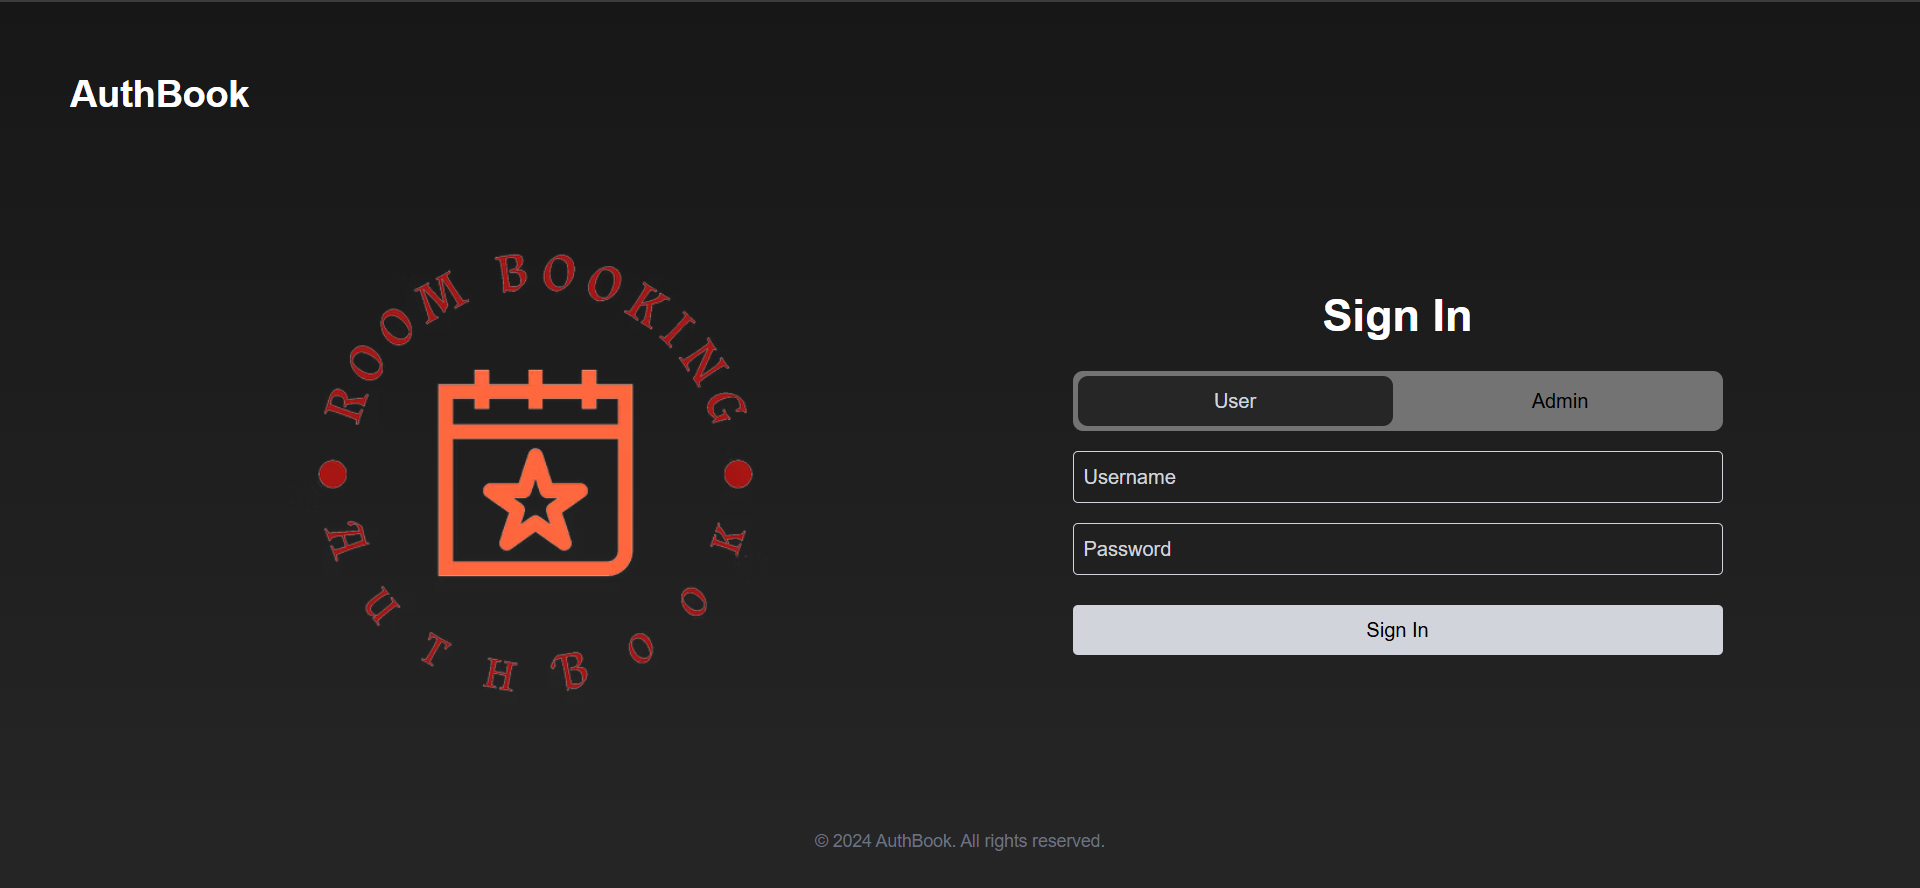 AuthBook
ROOM BOOKING
AUTHBOOK
Sign In
User Admin
Username
Password
Sign In
© 2024 AuthBook. All rights reserved.